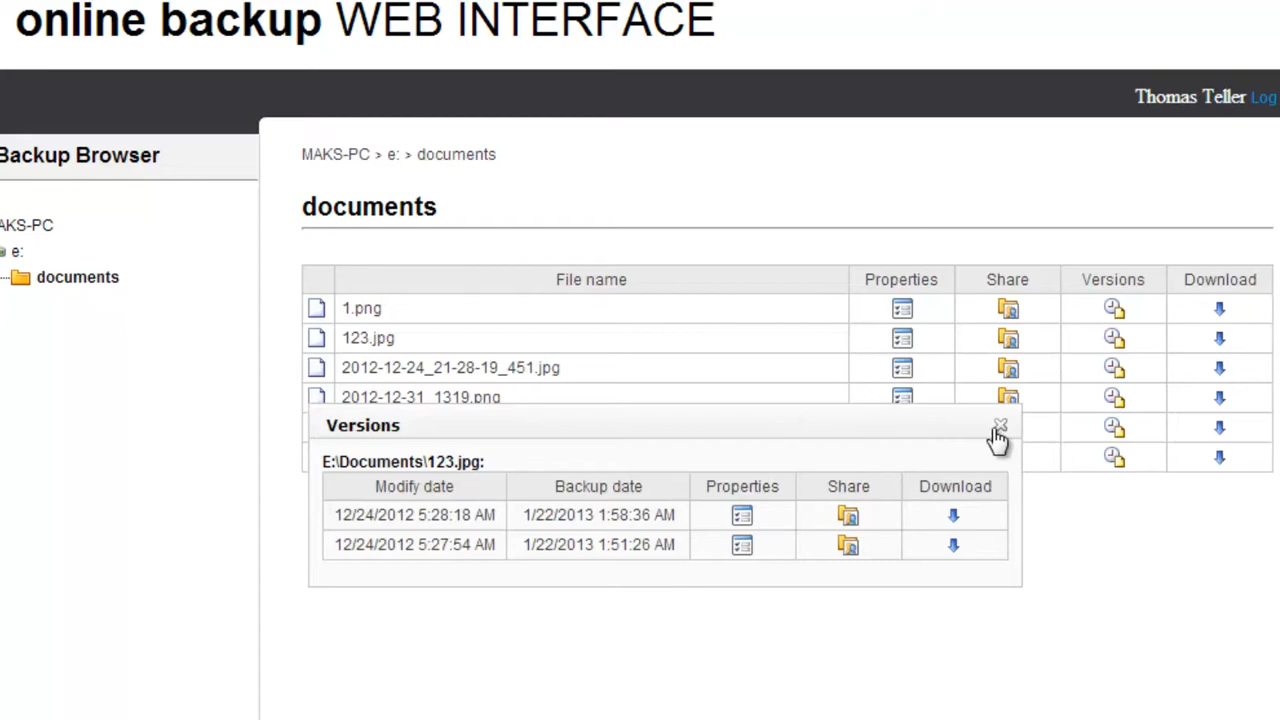 online backup WEB INTERFACE
Thomas Teller Log
Backup Browser
AKS-PC
e:
documents
MAKS-PC > e: > documents
documents
File name Properties Share Versions Download
1.png
123.jpg
2012-12-24_21-28-19_451.jpg
2012-12-31_1319.png
Versions
E:\Documents\123.jpg:
Modify date Backup date Properties Share Download
12/24/2012 5:28:18 AM 1/22/2013 1:58:36 AM
12/24/2012 5:27:54 AM 1/22/2013 1:51:26 AM